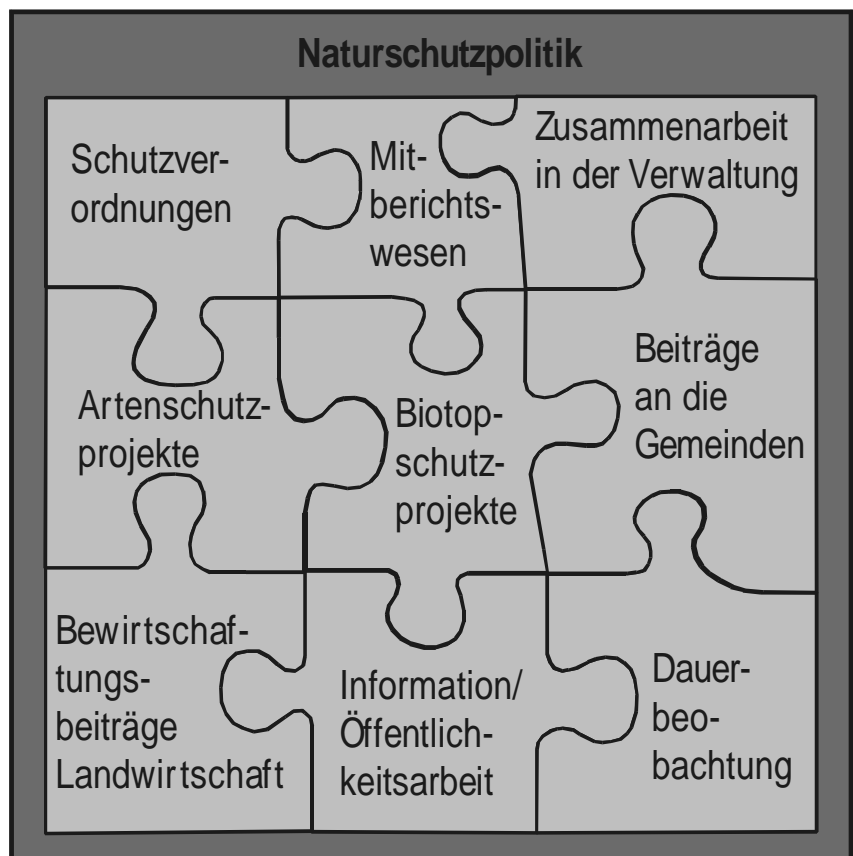 Naturschutzpolitik
Schutzver-
ordnungen
Mit-
berichts-
wesen
Zusammenarbeit
in der Verwaltung
Artenschutz-
projekte
Biotop-
schutz-
projekte
Beiträge
an die
Gemeinden
Bewirtschaf-
tungs-
beiträge
Landwirtschaft
Information/
Öffentlich-
keitsarbeit
Dauer-
beo-
bachtung